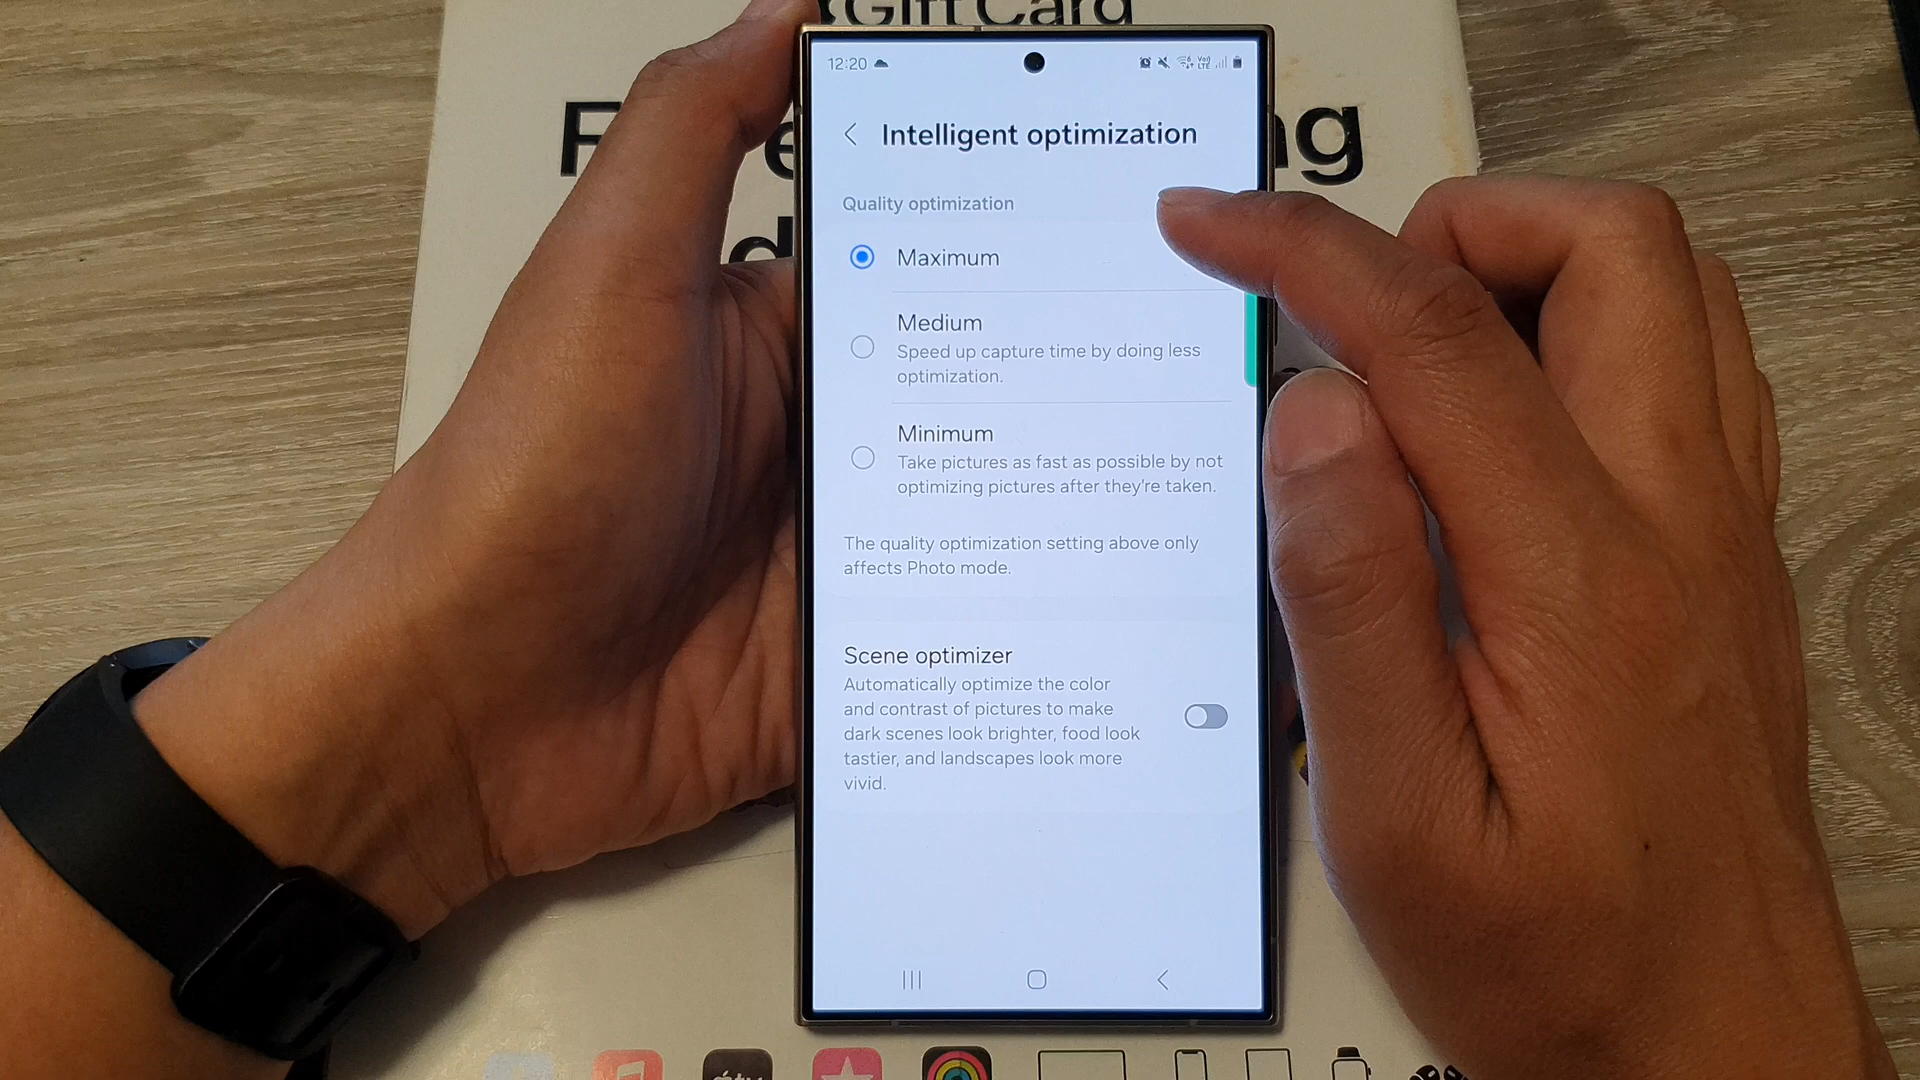 Gift Card
ng
d
12:20
Intelligent optimization
Quality optimization
Maximum
Medium
Speed up capture time by doing less
optimization.
Minimum
Take pictures as fast as possible by not
optimizing pictures after they're taken.
The quality optimization setting above only
affects Photo mode.
Scene optimizer
Automatically optimize the color
and contrast of pictures to make
dark scenes look brighter, food look
tastier, and landscapes look more
vivid.